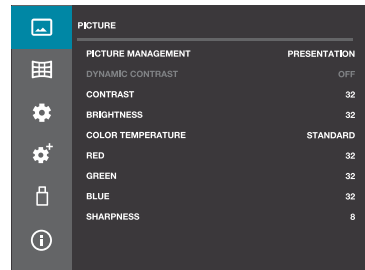 PICTURE
PICTURE MANAGEMENT PRESENTATION
DYNAMIC CONTRAST OFF
CONTRAST 32
BRIGHTNESS 32
COLOR TEMPERATURE STANDARD
RED 32
GREEN 32
BLUE 32
SHARPNESS 8